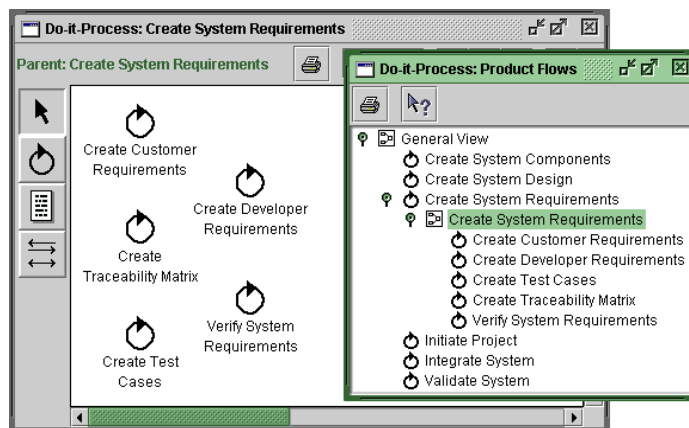 Do-it-Process: Create System Requirements
Parent: Create System Requirements
Create Customer
Requirements
Create Developer
Requirements
Create
Traceability Matrix
Verify System
Requirements
Create Test
Cases
Do-it-Process: Product Flows
?
General View
Create System Components
Create System Design
Create System Requirements
Create System Requirements
Create Customer Requirements
Create Developer Requirements
Create Test Cases
Create Traceability Matrix
Verify System Requirements
Initiate Project
Integrate System
Validate System